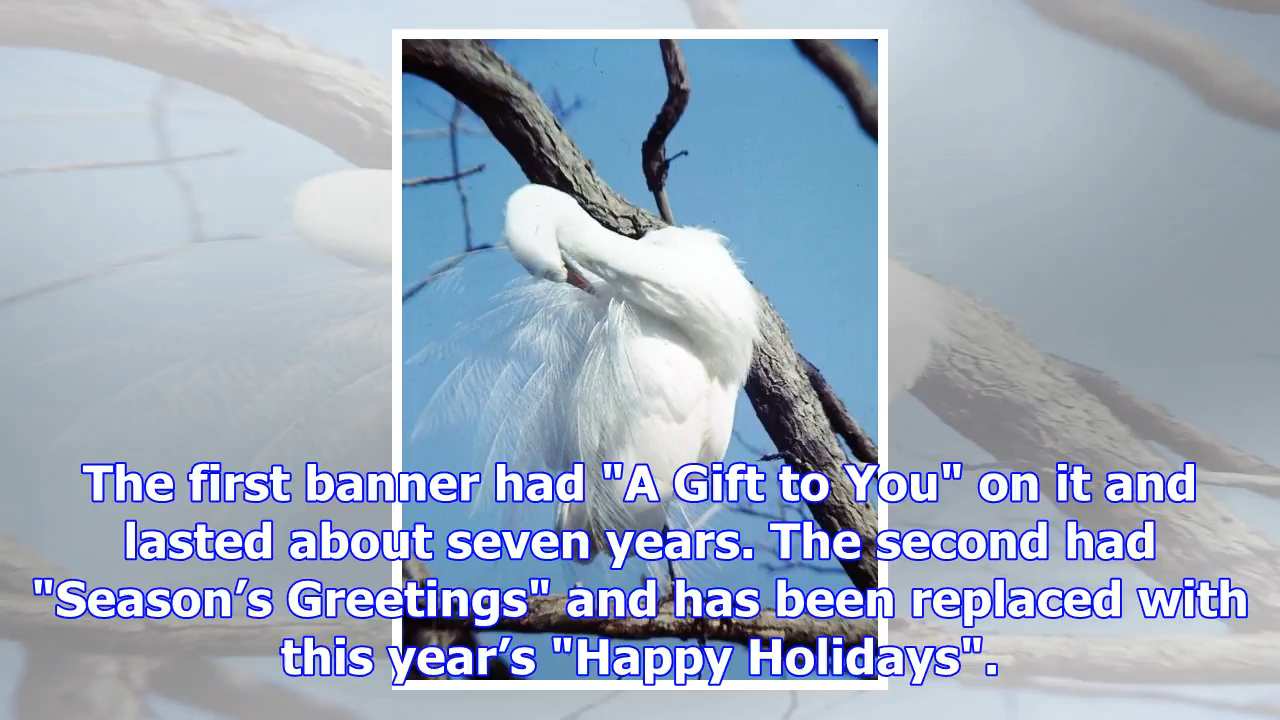 The first banner had "A Gift to You" on it and
lasted about seven years. The second had
"Season’s Greetings" and has been replaced with
this year’s "Happy Holidays".